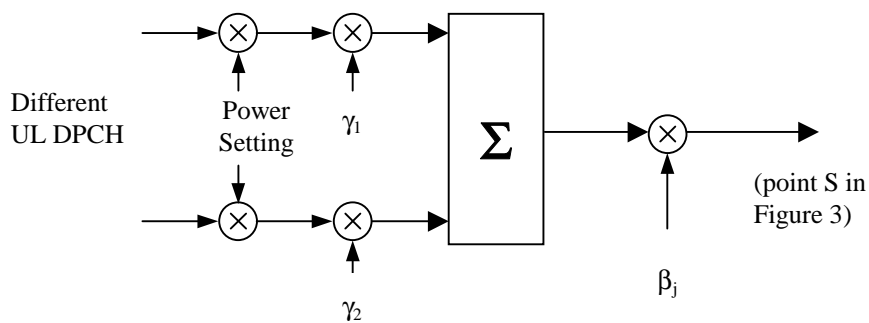 Different
UL DPCH
Power
Setting
γ1
Σ
(point S in
Figure 3)
γ2
βj